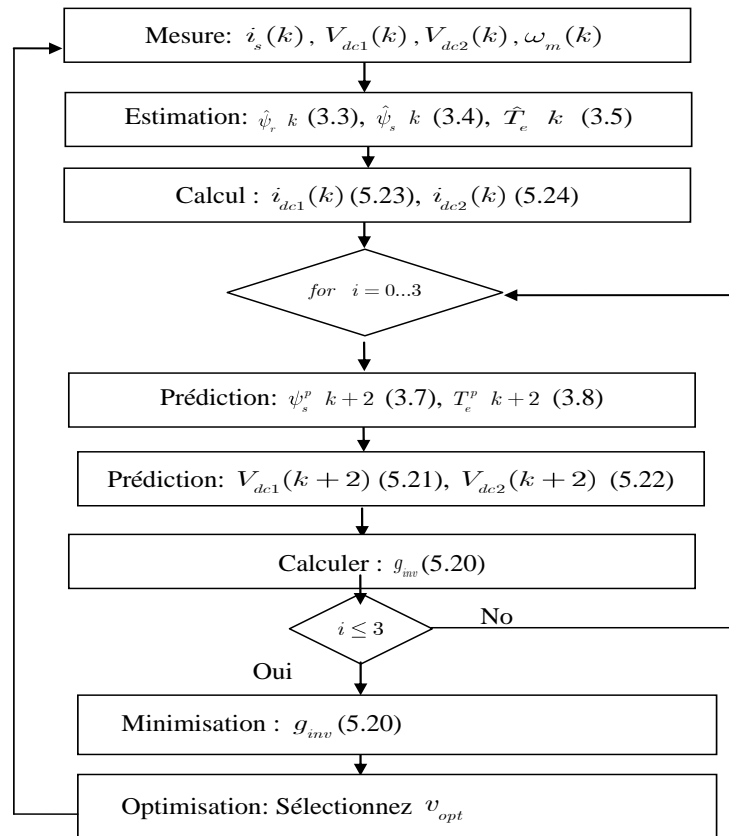 Mesure: i_s(k), V_dc1(k), V_dc2(k), ω_m(k)
Estimation: ψ̂_r k (3.3), ψ̂_s k (3.4), T̂_e k (3.5)
Calcul : i_dc1(k) (5.23), i_dc2(k) (5.24)
for i = 0...3
Prédiction: ψ_s^p k+2 (3.7), T_e^p k+2 (3.8)
Prédiction: V_dc1(k+2) (5.21), V_dc2(k+2) (5.22)
Calculer : g_inv (5.20)
i ≤ 3
No
Oui
Minimisation : g_inv (5.20)
Optimisation: Sélectionnez v_opt